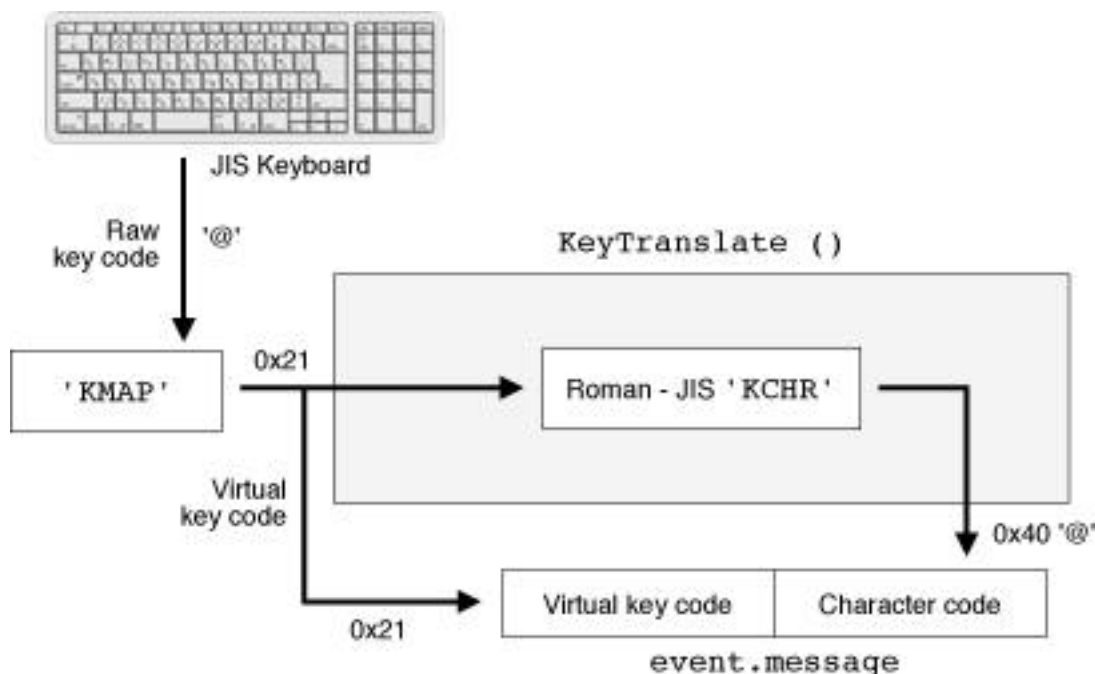 JIS Keyboard
Raw
key code
'@'
KeyTranslate ()
'KMAP'
0x21
Roman - JIS 'KCHR'
Virtual
key code
0x40 '@'
0x21
Virtual key code
Character code
event.message